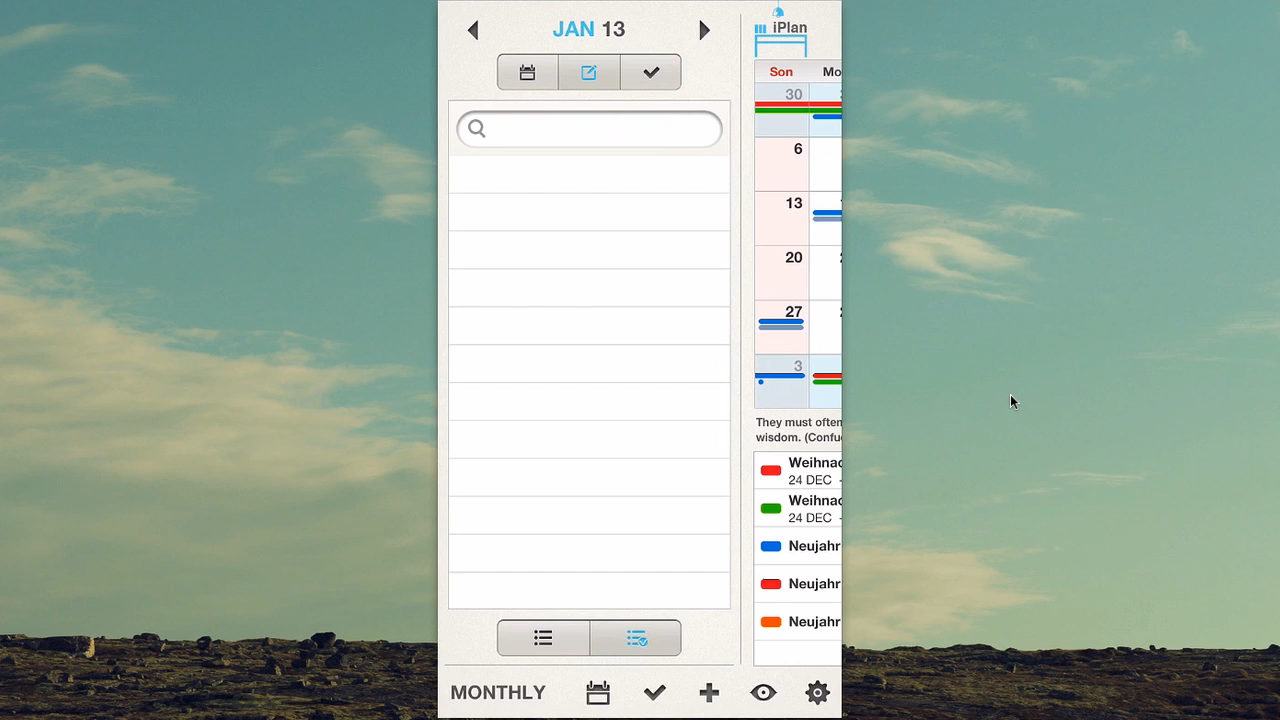 JAN 13
iPlan
Son Mo
30
6
13
20
27
3
They must often
wisdom. (Confu
Weihnac
24 DEC -
Weihnac
24 DEC -
Neujahr
Neujahr
Neujahr
MONTHLY